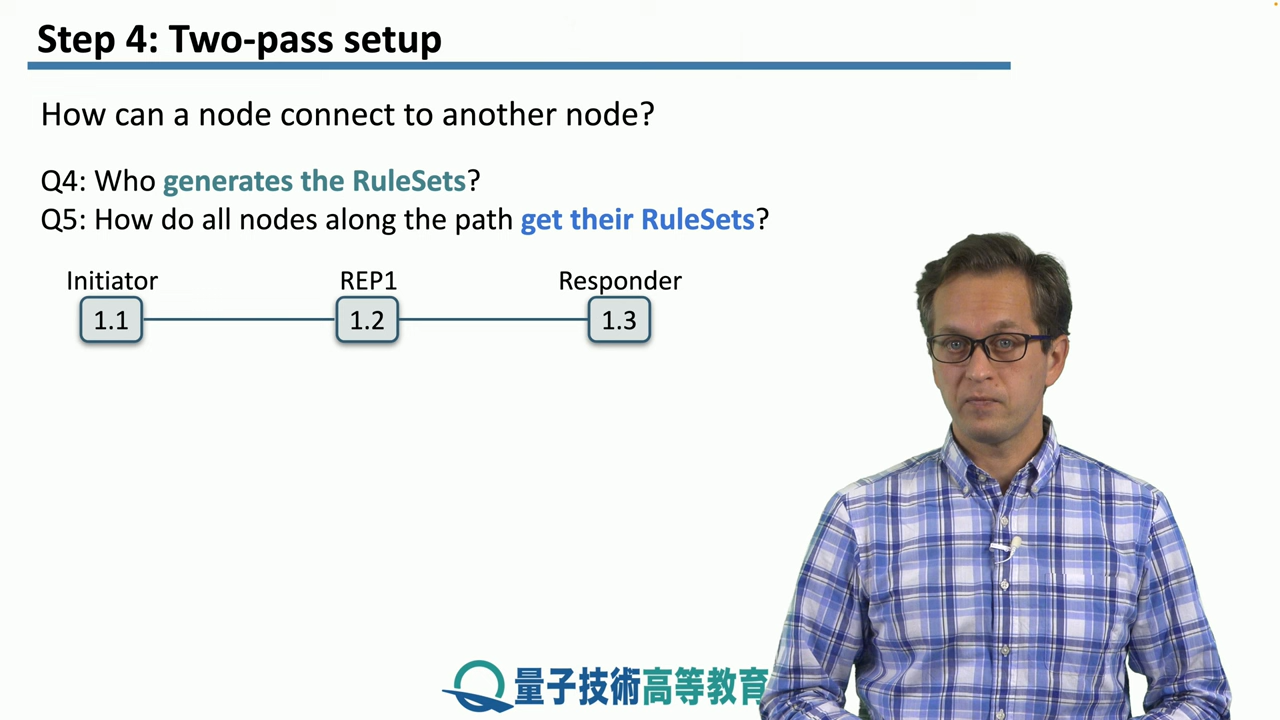 Step 4: Two-pass setup
How can a node connect to another node?
Q4: Who generates the RuleSets?
Q5: How do all nodes along the path get their RuleSets?
Initiator REP1 Responder
1.1 1.2 1.3
量子技術高等教育